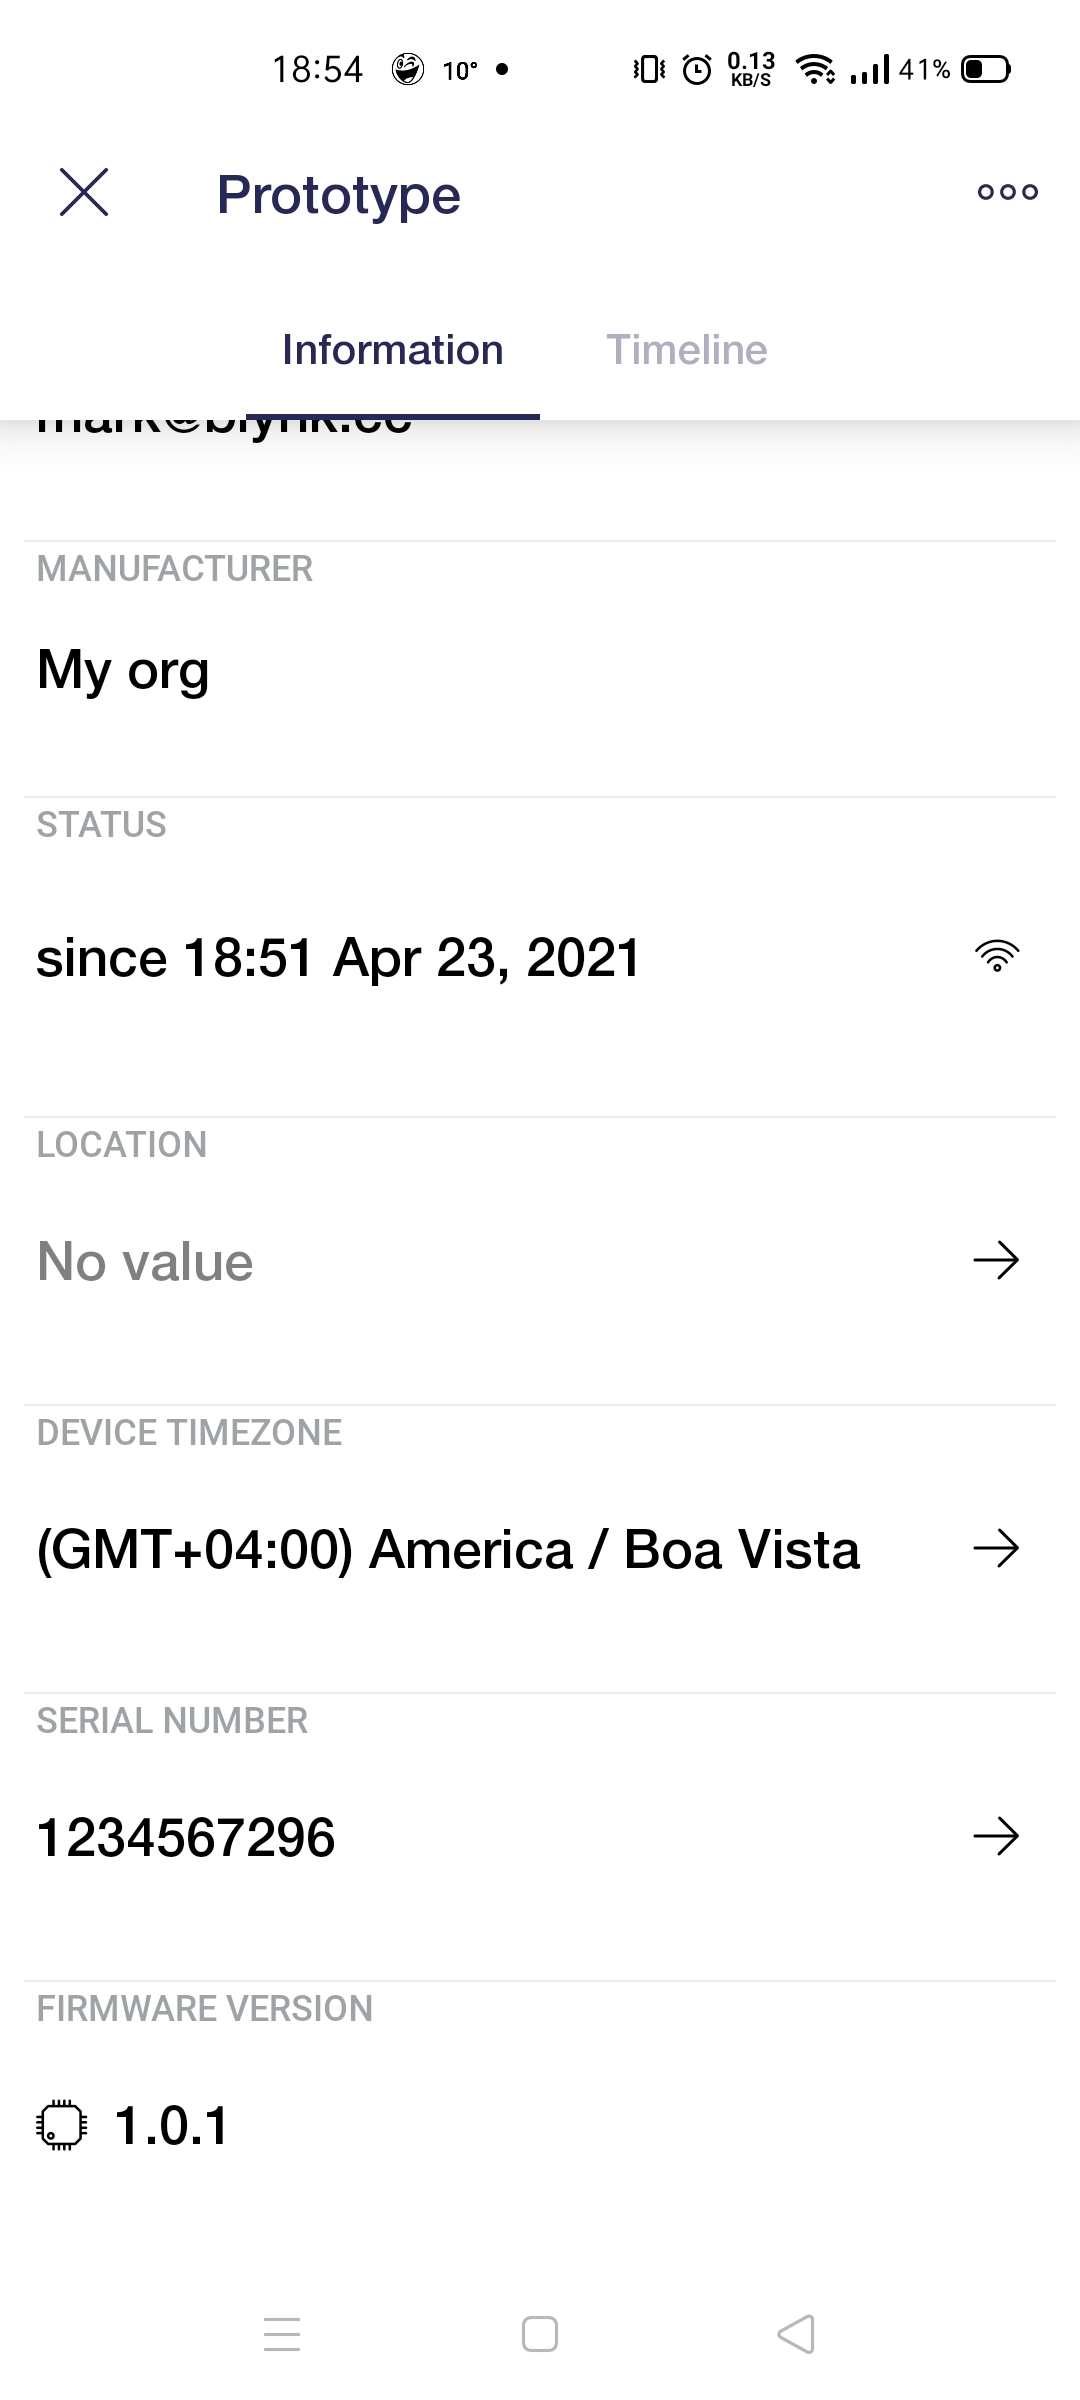 18:54 10° 0.13 KB/S 41%
Prototype
Information Timeline
MANUFACTURER
My org
STATUS
since 18:51 Apr 23, 2021
LOCATION
No value
DEVICE TIMEZONE
(GMT+04:00) America / Boa Vista
SERIAL NUMBER
1234567296
FIRMWARE VERSION
1.0.1